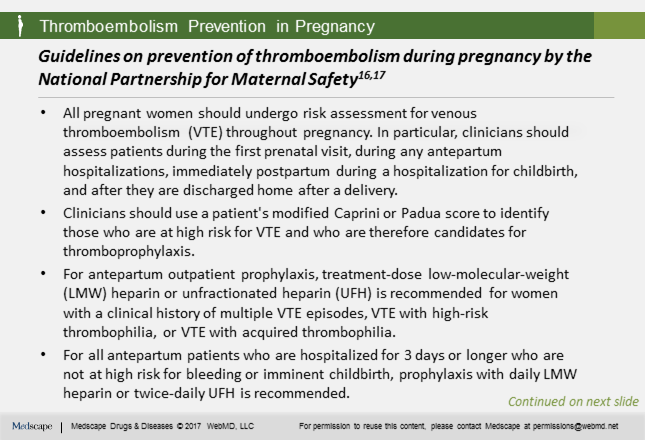 Thromboembolism Prevention in Pregnancy
Guidelines on prevention of thromboembolism during pregnancy by the
National Partnership for Maternal Safety16,17
• All pregnant women should undergo risk assessment for venous
thromboembolism (VTE) throughout pregnancy. In particular, clinicians should
assess patients during the first prenatal visit, during any antepartum
hospitalizations, immediately postpartum during a hospitalization for childbirth,
and after they are discharged home after a delivery.
• Clinicians should use a patient's modified Caprini or Padua score to identify
those who are at high risk for VTE and who are therefore candidates for
thromboprophylaxis.
• For antepartum outpatient prophylaxis, treatment-dose low-molecular-weight
(LMW) heparin or unfractionated heparin (UFH) is recommended for women
with a clinical history of multiple VTE episodes, VTE with high-risk
thrombophilia, or VTE with acquired thrombophilia.
• For all antepartum patients who are hospitalized for 3 days or longer who are
not at high risk for bleeding or imminent childbirth, prophylaxis with daily LMW
heparin or twice-daily UFH is recommended.
Continued on next slide
Medscape | Medscape Drugs & Diseases © 2017 WebMD, LLC For permission to reuse this content, please contact Medscape at permissions@webmd.net